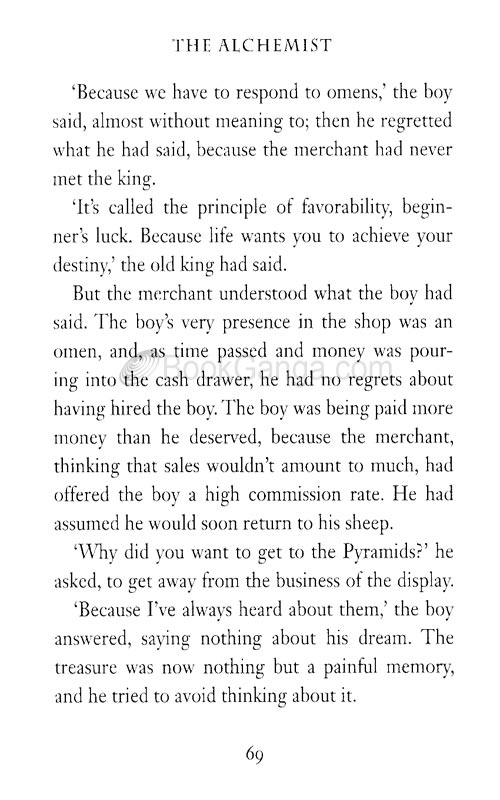 THE ALCHEMIST
‘Because we have to respond to omens,’ the boy
said, almost without meaning to; then he regretted
what he had said, because the merchant had never
met the king.
‘It’s called the principle of favorability, begin-
ner’s luck. Because life wants you to achieve your
destiny,’ the old king had said.
But the merchant understood what the boy had
said. The boy’s very presence in the shop was an
omen, and, as time passed and money was pour-
BookGanga.com
ing into the cash drawer, he had no regrets about
having hired the boy. The boy was being paid more
money than he deserved, because the merchant,
thinking that sales wouldn’t amount to much, had
offered the boy a high commission rate. He had
assumed he would soon return to his sheep.
‘Why did you want to get to the Pyramids?’ he
asked, to get away from the business of the display.
‘Because I’ve always heard about them,’ the boy
answered, saying nothing about his dream. The
treasure was now nothing but a painful memory,
and he tried to avoid thinking about it.
69